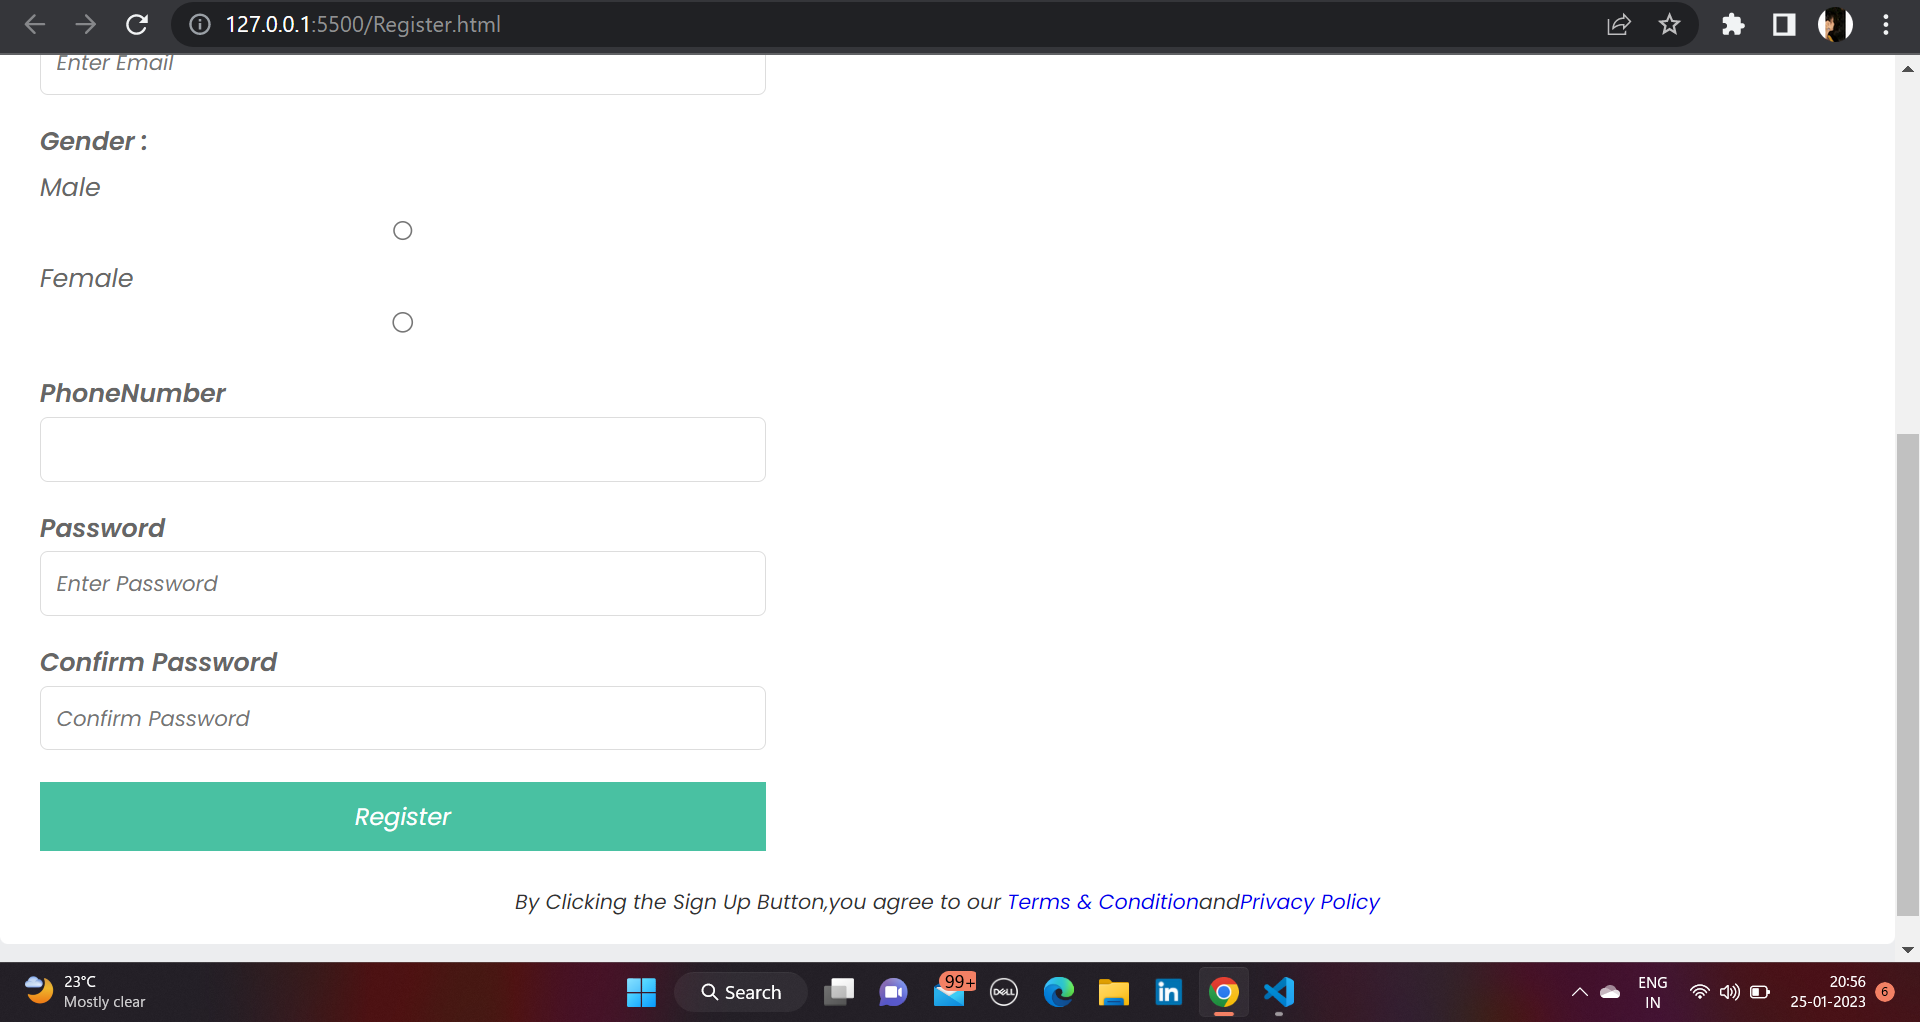 127.0.0.1:5500/Register.html
Enter Email
Gender :
Male
Female
PhoneNumber
Password
Enter Password
Confirm Password
Confirm Password
Register
By Clicking the Sign Up Button,you agree to our Terms & ConditionandPrivacy Policy
23°C
Mostly clear
Search
99+
DELL
in
ENG
IN
20:56
25-01-2023
6